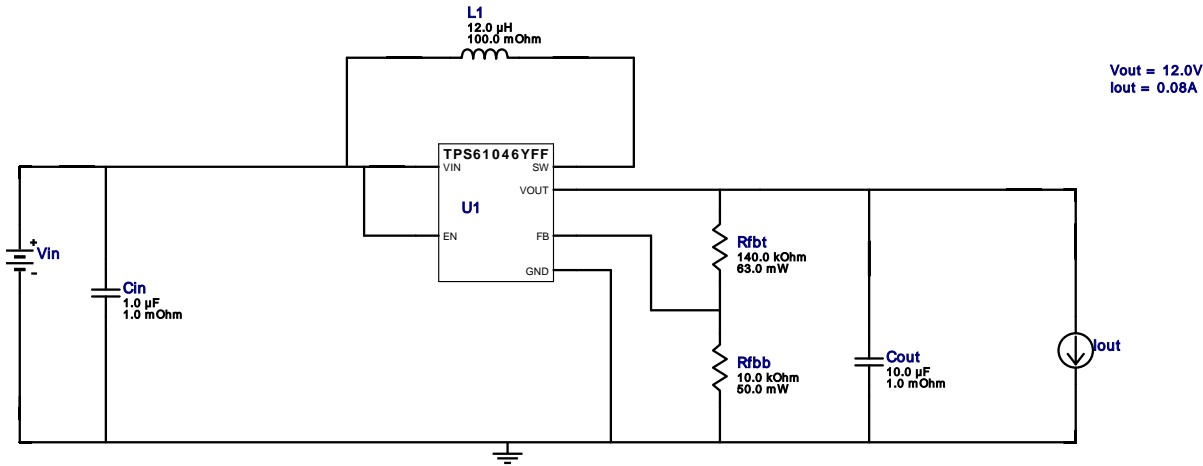 L1
12.0 µH
100.0 mOhm
Vout = 12.0V
Iout = 0.08A
TPS61046YFF
VIN
SW
VOUT
U1
EN
FB
GND
Vin
+
-
Cin
1.0 µF
1.0 mOhm
Rfbt
140.0 kOhm
63.0 mW
Rfbb
10.0 kOhm
50.0 mW
Cout
10.0 µF
1.0 mOhm
Iout